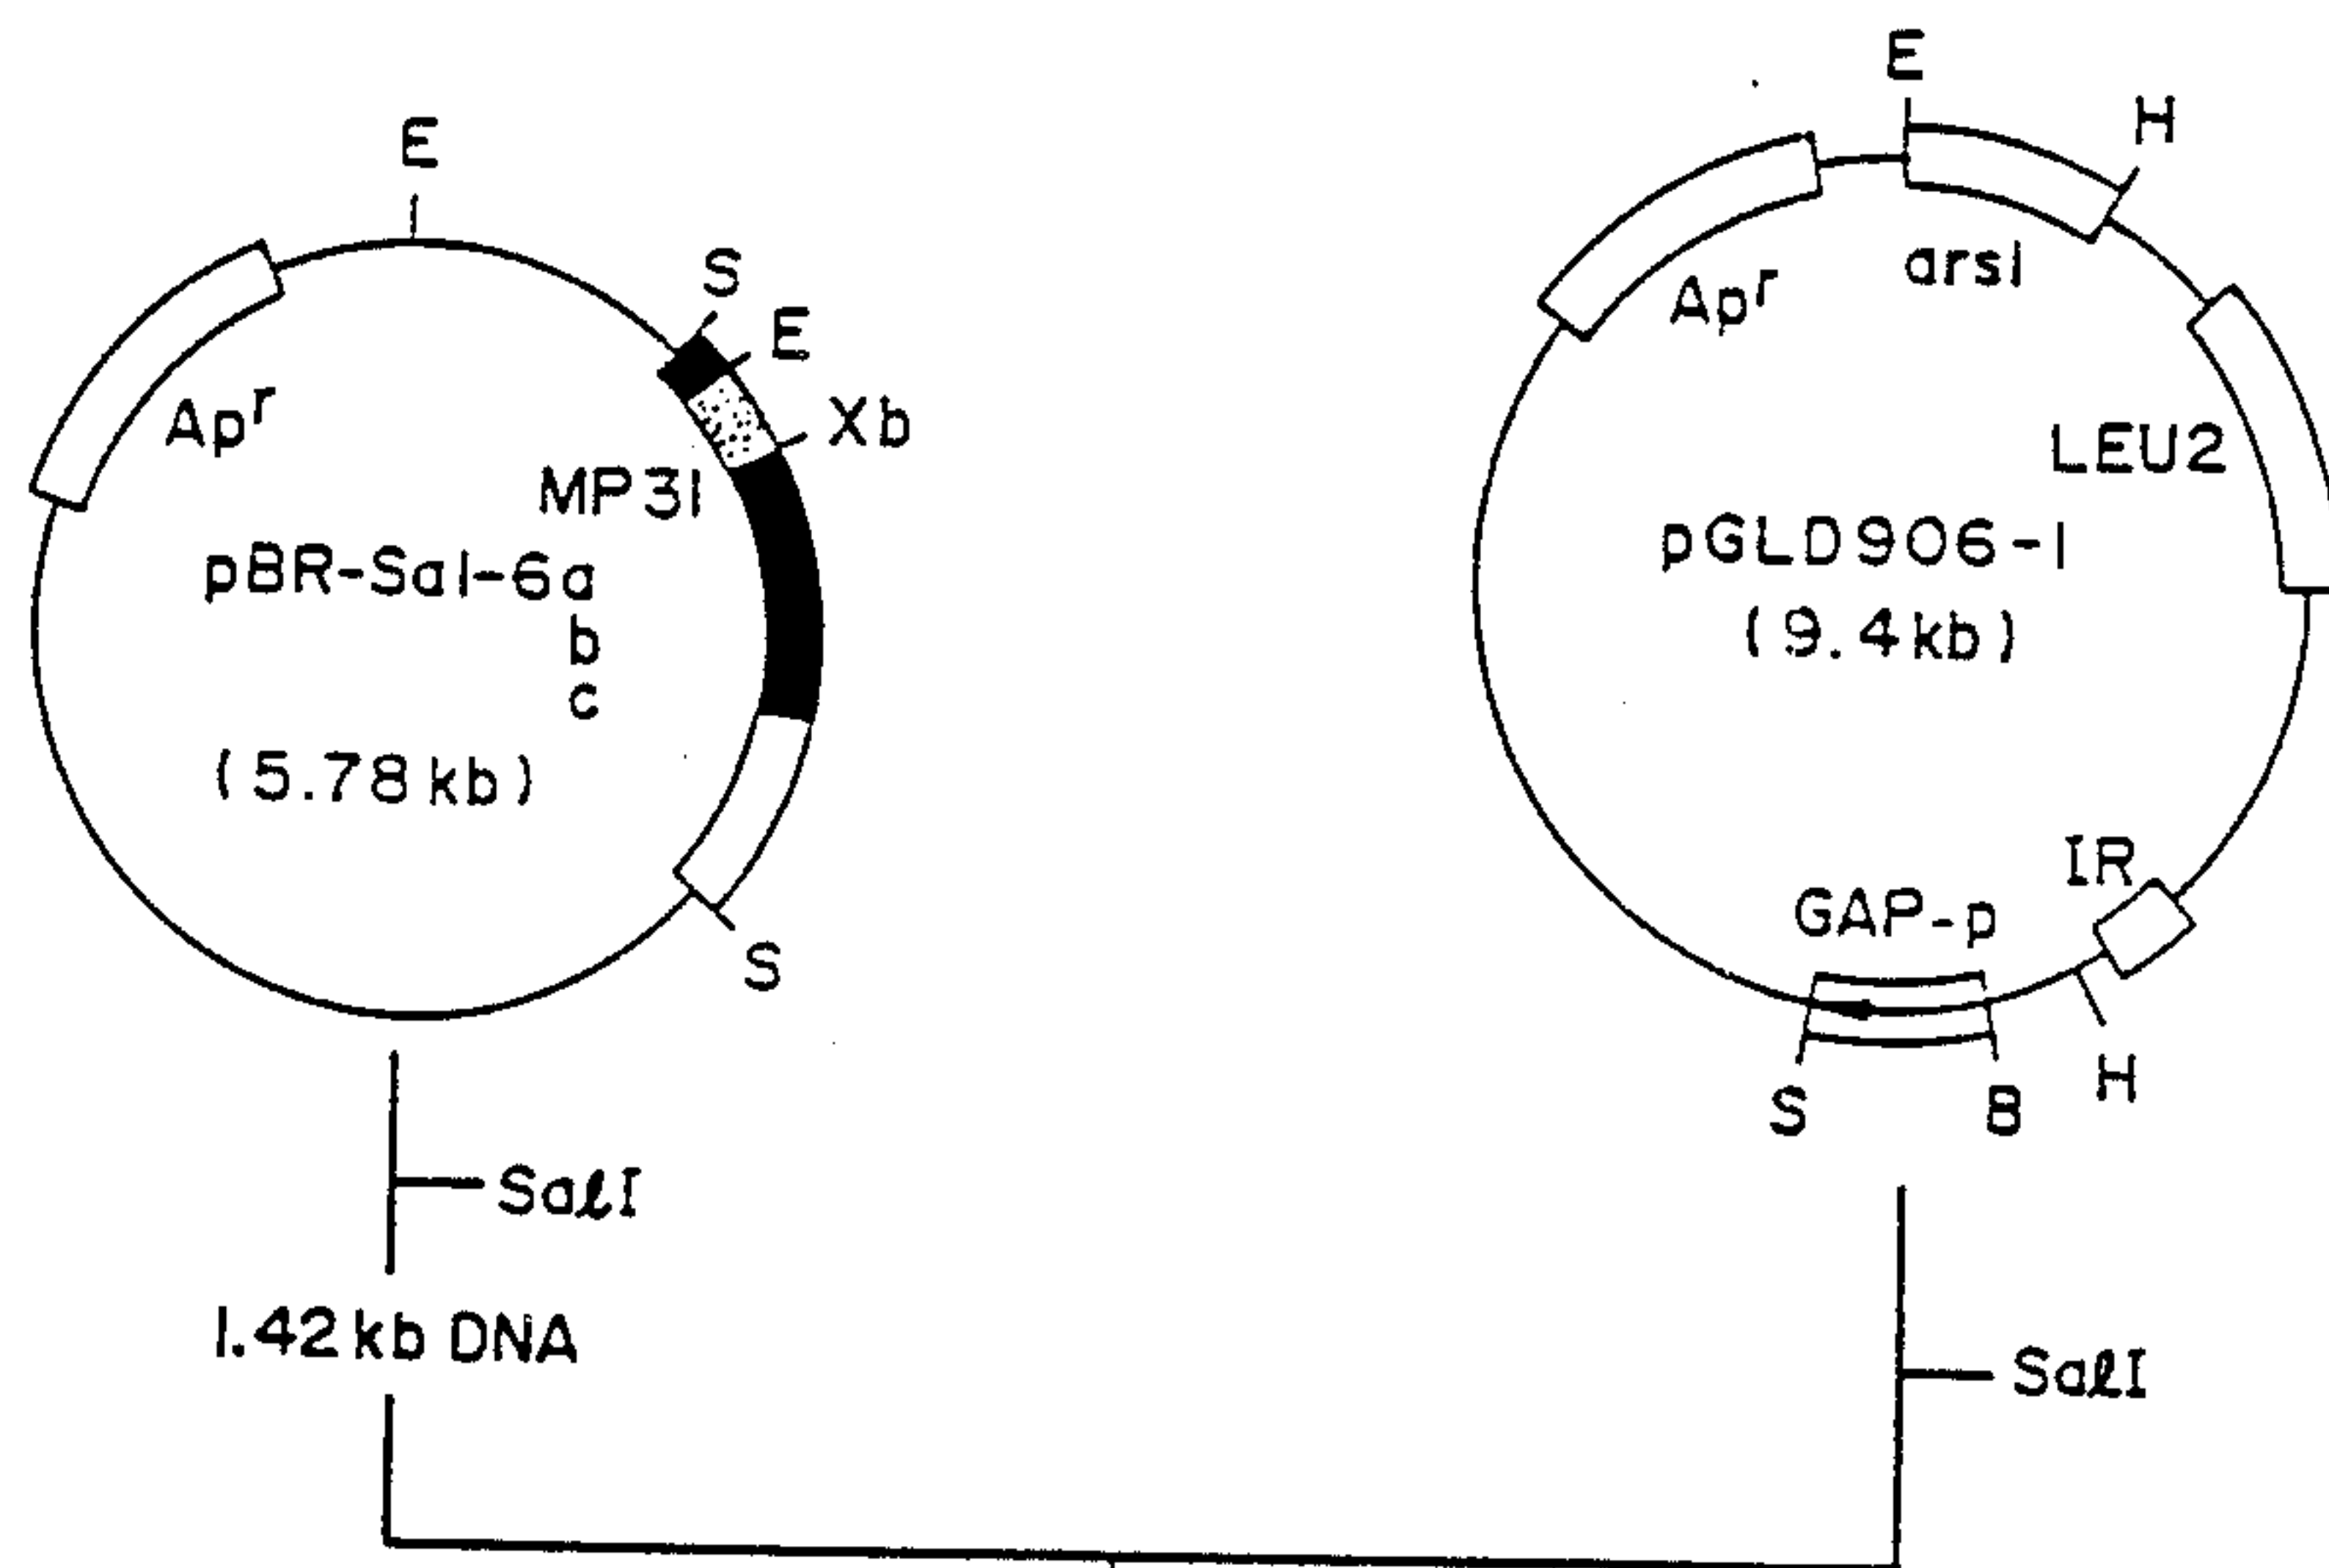 E
S
E
Xb
Apʳ
MP31
pBR-Sal-6a
b
c
(5.78 kb)
S
SalI
1.42 kb DNA
E
H
Apʳ
ars1
LEU2
pGLD906-1
(9.4 kb)
IR
GAP-p
S
B
H
SalI